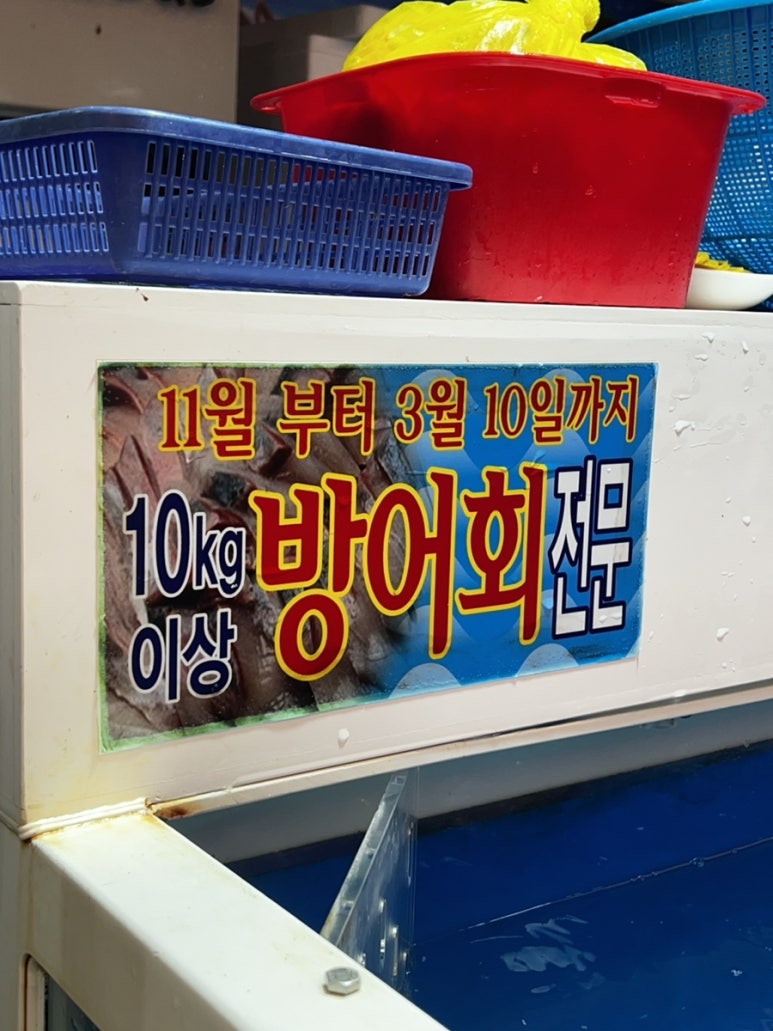 11월 부터 3월 10일까지
10kg 이상 방어회 전문